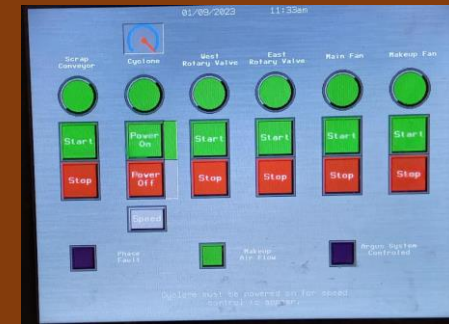 01/09/2023 11:33am
Scrap Conveyor
Cyclone
West Rotary Valve
East Rotary Valve
Main Fan
Makeup Fan
Start
Power On
Start
Start
Start
Start
Stop
Power Off
Stop
Stop
Stop
Stop
Speed
Phase Fault
Makeup Air Flow
Argus System Controled
Cyclone must be powered on for speed
control to appear.